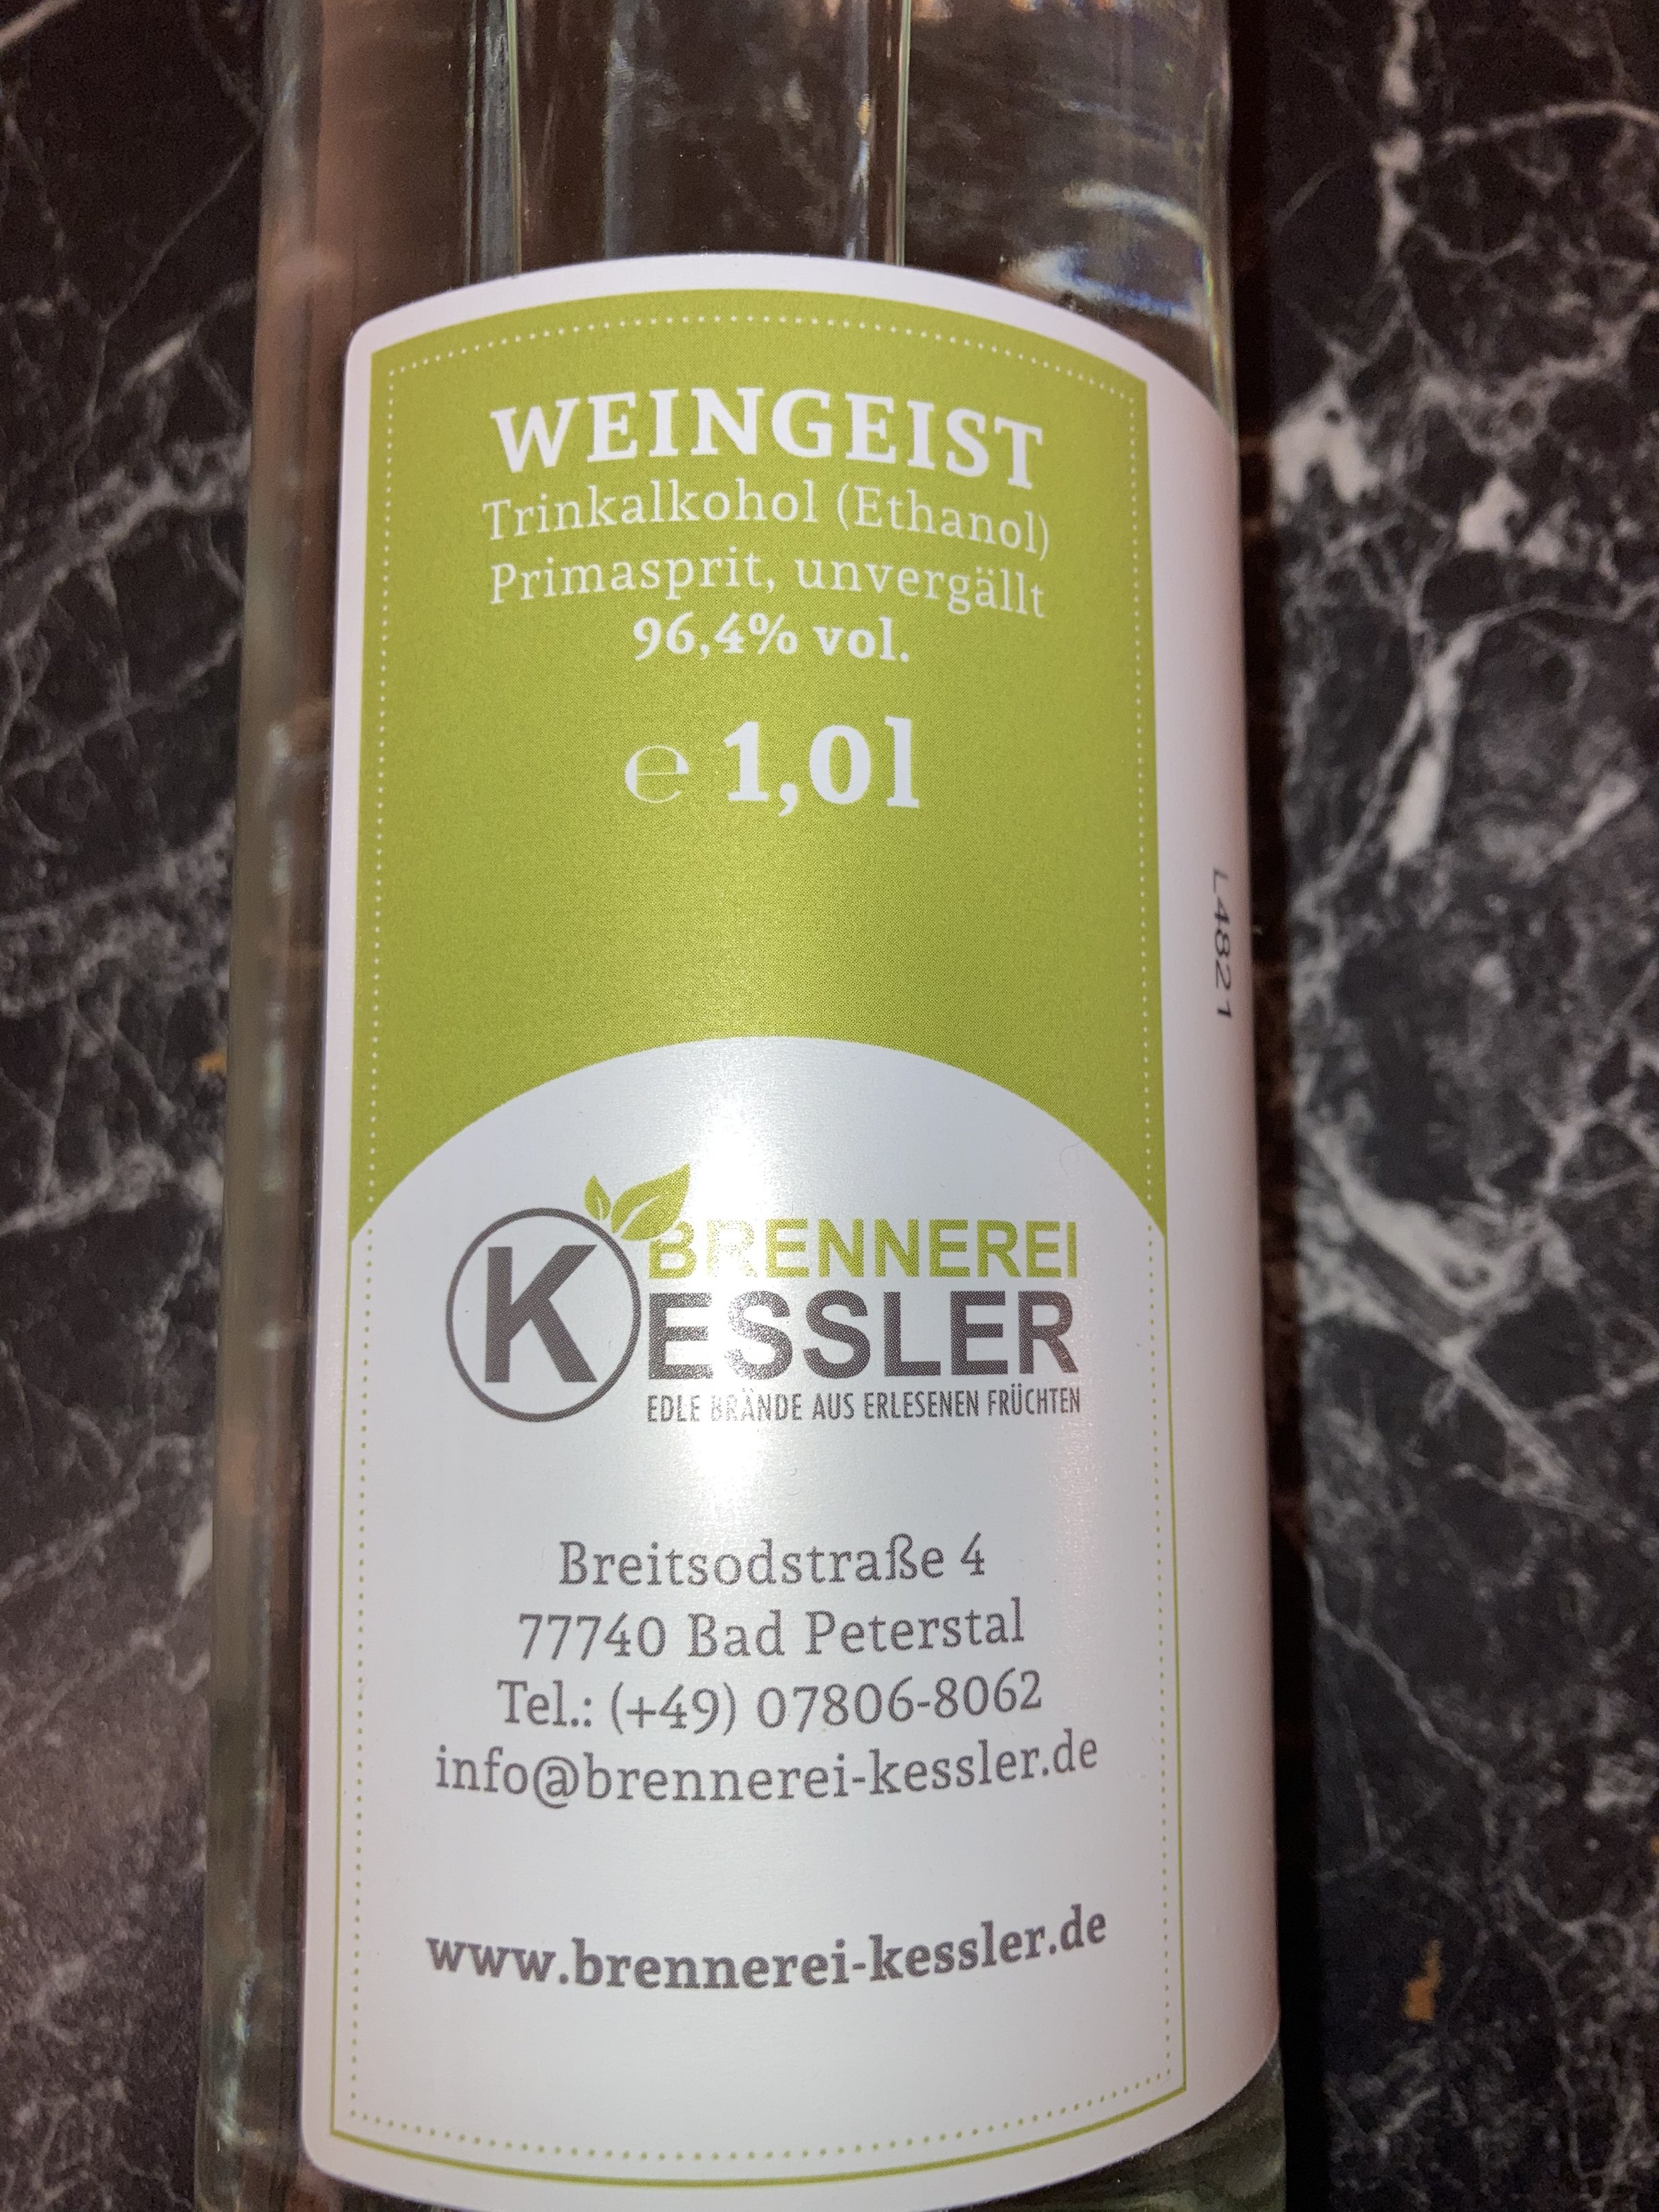 WEINGEIST
Trinkalkohol (Ethanol)
Primasprit, unvergällt
96,4% vol.
℮ 1,0l
L4821
K
BRENNEREI
ESSLER
EDLE BRÄNDE AUS ERLESENEN FRÜCHTEN
Breitsodstraße 4
77740 Bad Peterstal
Tel.: (+49) 07806-8062
info@brennerei-kessler.de
www.brennerei-kessler.de